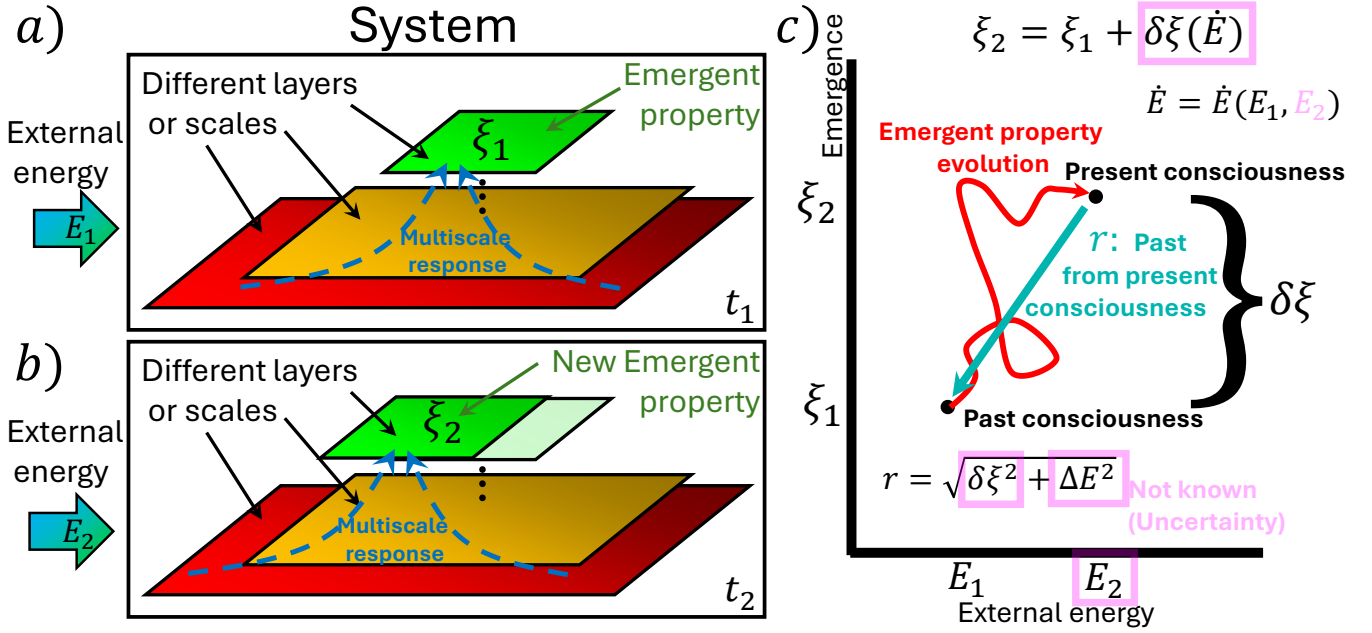 a)
System
Different layers
or scales
Emergent
property
External
energy
E₁
ξ₁
Multiscale
response
t₁
b)
Different layers
or scales
New Emergent
property
External
energy
E₂
ξ₂
Multiscale
response
t₂
c)
ξ₂ = ξ₁ + δξ(Ė)
Ė = Ė(E₁, E₂)
Emergence
Emergent property
evolution
Present consciousness
ξ₂
r: Past
from present
consciousness
δξ
ξ₁
Past consciousness
r = √(δξ² + ΔE²)
Not known
(Uncertainty)
E₁
E₂
External energy